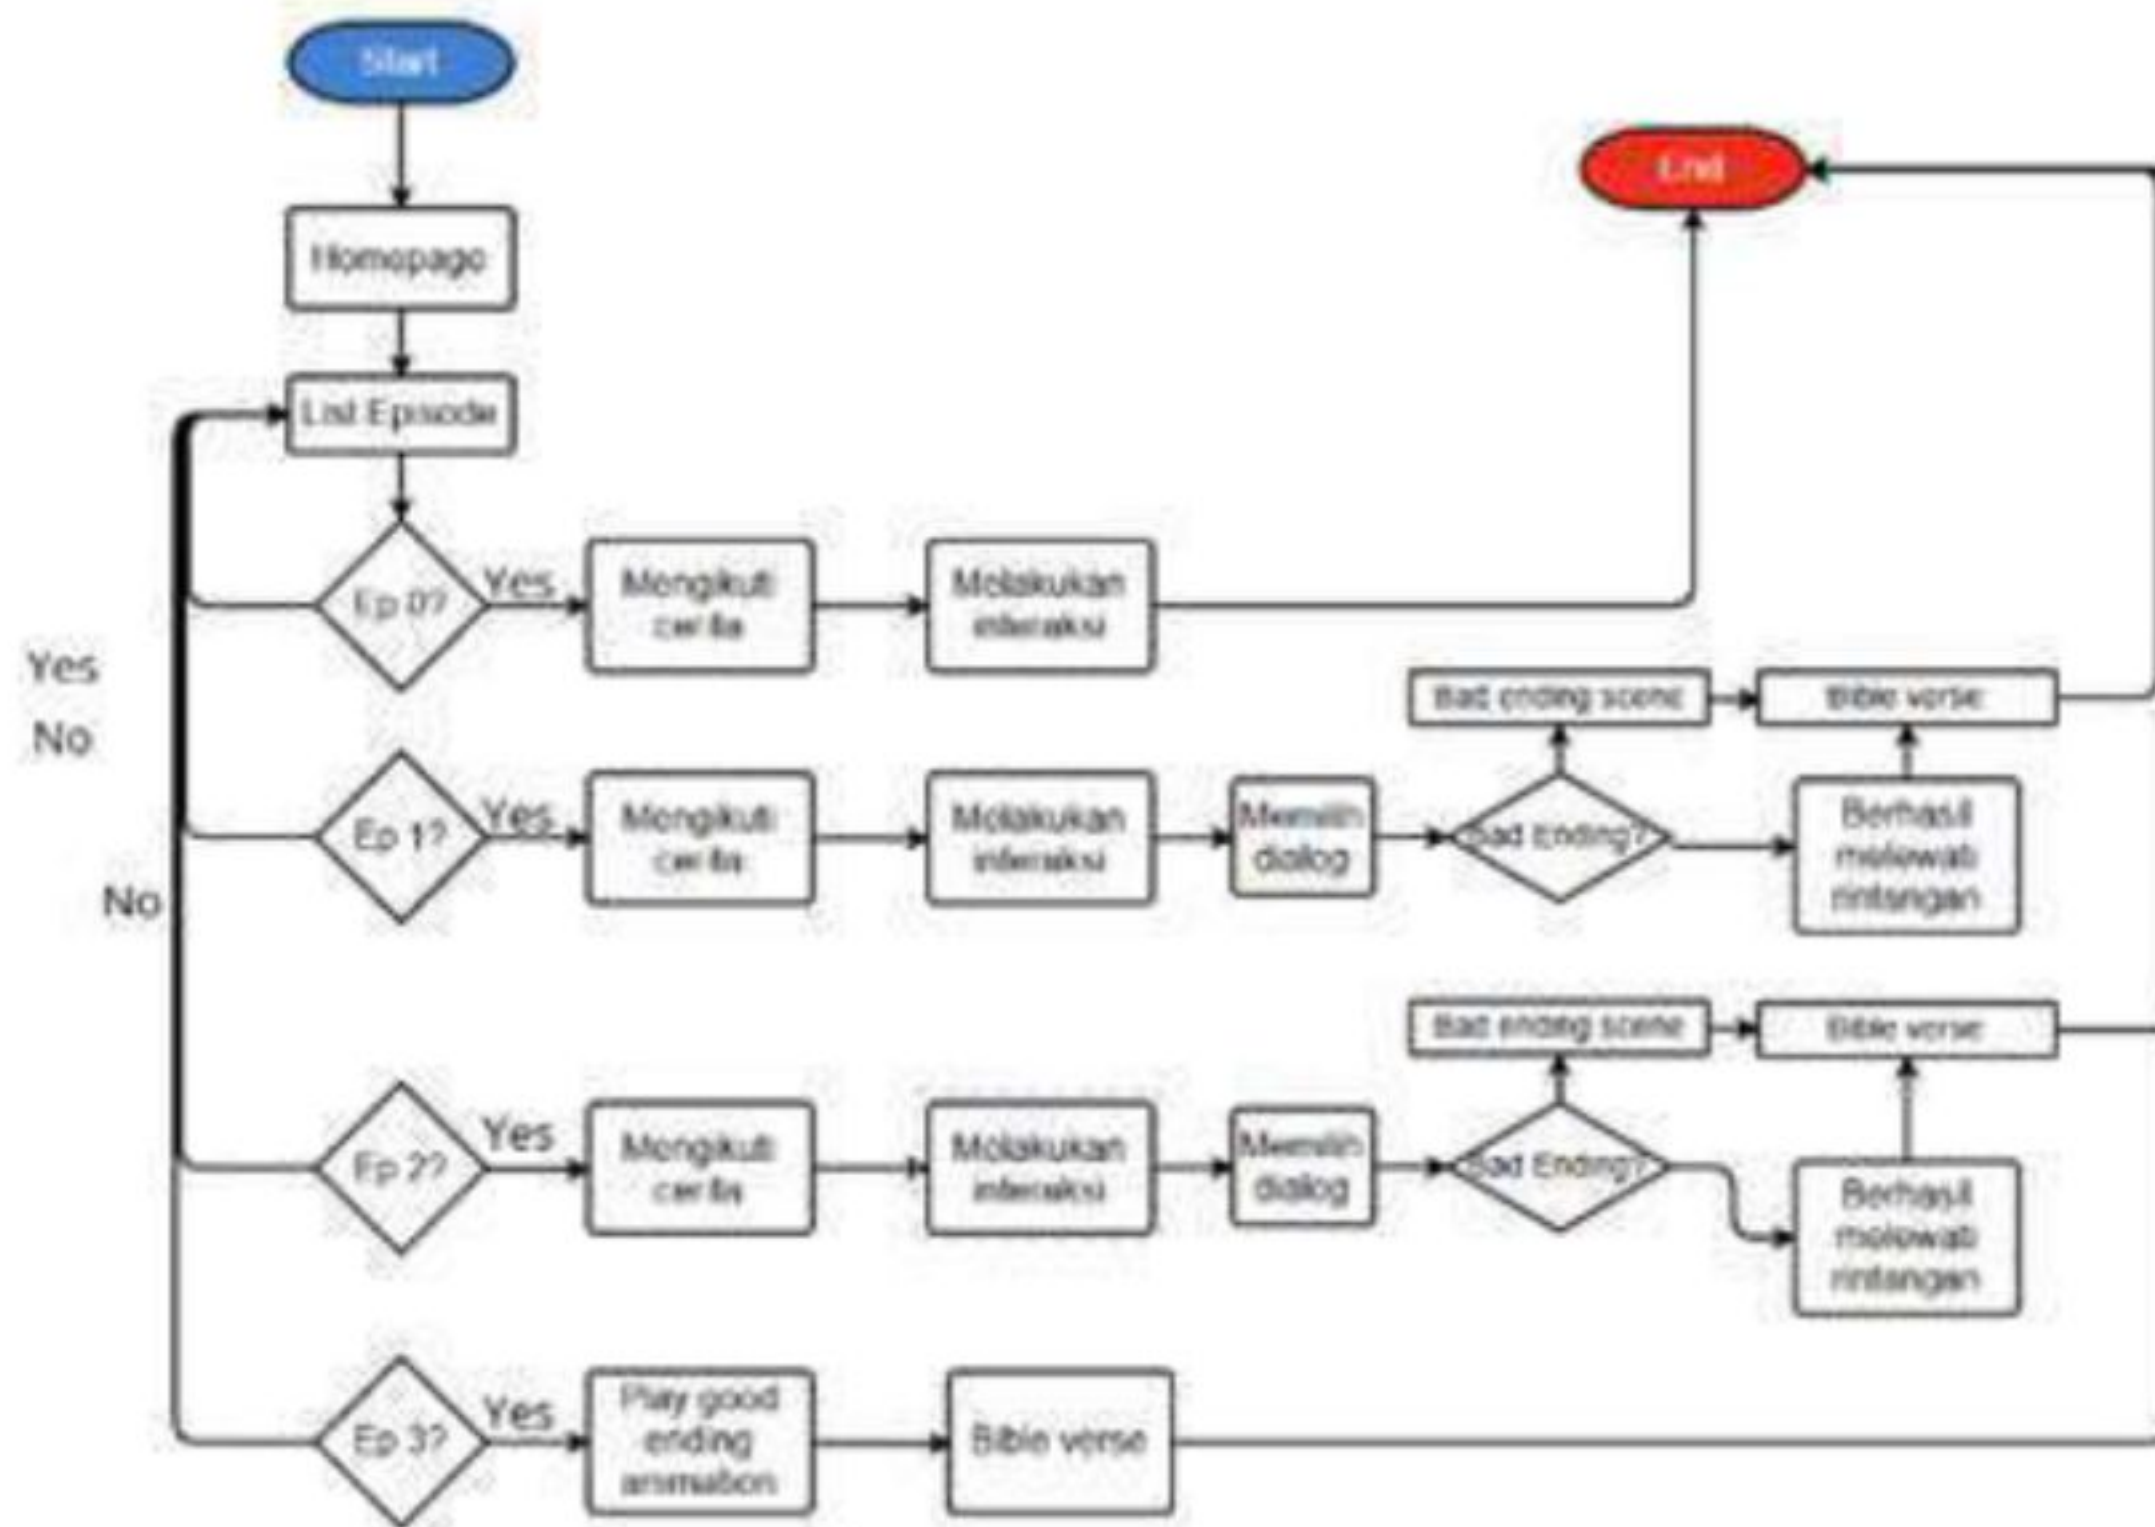 Start
End
Homepage
List Episode
Ep 0?
Yes
Mengikuti
cerita
Melakukan
interaksi
Yes
No
No
Bad ending scene
Bible verse
Ep 1?
Yes
Mengikuti
cerita
Melakukan
interaksi
Memilih
dialog
Bad Ending?
Berhasil
melewati
rintangan
Bad ending scene
Bible verse
Ep 2?
Yes
Mengikuti
cerita
Melakukan
interaksi
Memilih
dialog
Bad Ending?
Berhasil
melewati
rintangan
Ep 3?
Yes
Play good
ending
animation
Bible verse